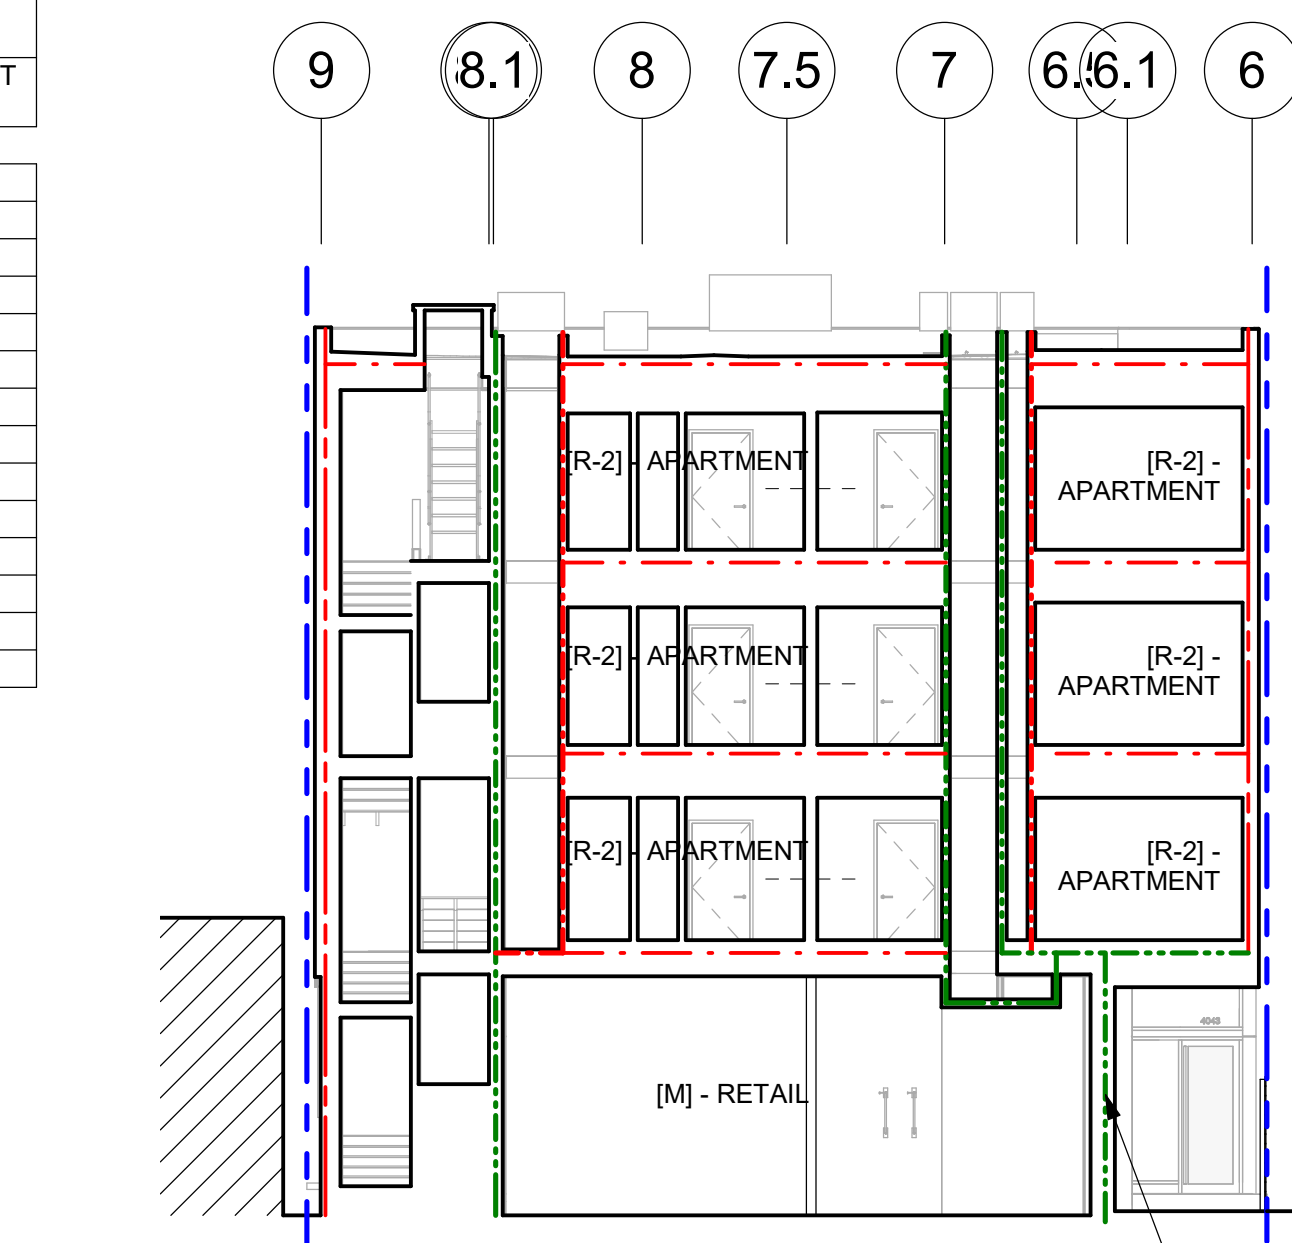 T
9
8.1
8
7.5
7
6.1
6
[R-2] - APARTMENT
[R-2] -
APARTMENT
[R-2] - APARTMENT
[R-2] -
APARTMENT
[R-2] - APARTMENT
[R-2] -
APARTMENT
4043
[M] - RETAIL